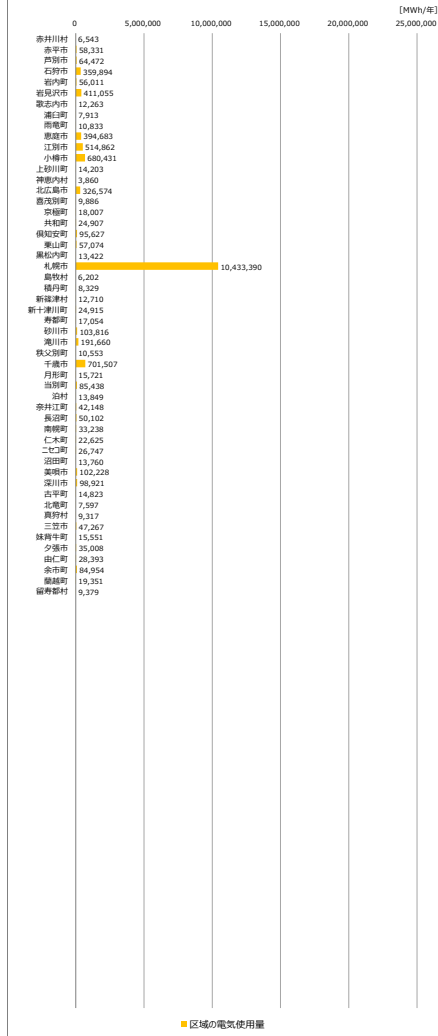 [MWh/年]
0 5,000,000 10,000,000 15,000,000 20,000,000 25,000,000
赤井川村 6,543
赤平市 58,331
芦別市 64,472
石狩市 359,894
岩内町 56,011
岩見沢市 411,055
歌志内市 12,263
浦臼町 7,913
雨竜町 10,833
恵庭市 394,683
江別市 514,862
小樽市 680,431
上砂川町 14,203
神恵内村 3,860
北広島市 326,574
喜茂別町 9,886
京極町 18,007
共和町 24,907
倶知安町 95,627
栗山町 57,074
黒松内町 13,422
札幌市 10,433,390
島牧村 6,202
積丹町 8,329
新篠津村 12,710
新十津川町 24,915
寿都町 17,054
砂川市 103,816
滝川市 191,660
秩父別町 10,553
千歳市 701,507
月形町 15,721
当別町 85,438
泊村 13,849
奈井江町 42,148
長沼町 50,102
南幌町 33,238
仁木町 22,625
ニセコ町 26,747
沼田町 13,760
美唄市 102,228
深川市 98,921
古平町 14,823
北竜町 7,597
真狩村 9,317
三笠市 47,267
妹背牛町 15,551
夕張市 35,008
由仁町 28,393
余市町 84,954
蘭越町 19,351
留寿都村 9,379
区域の電気使用量